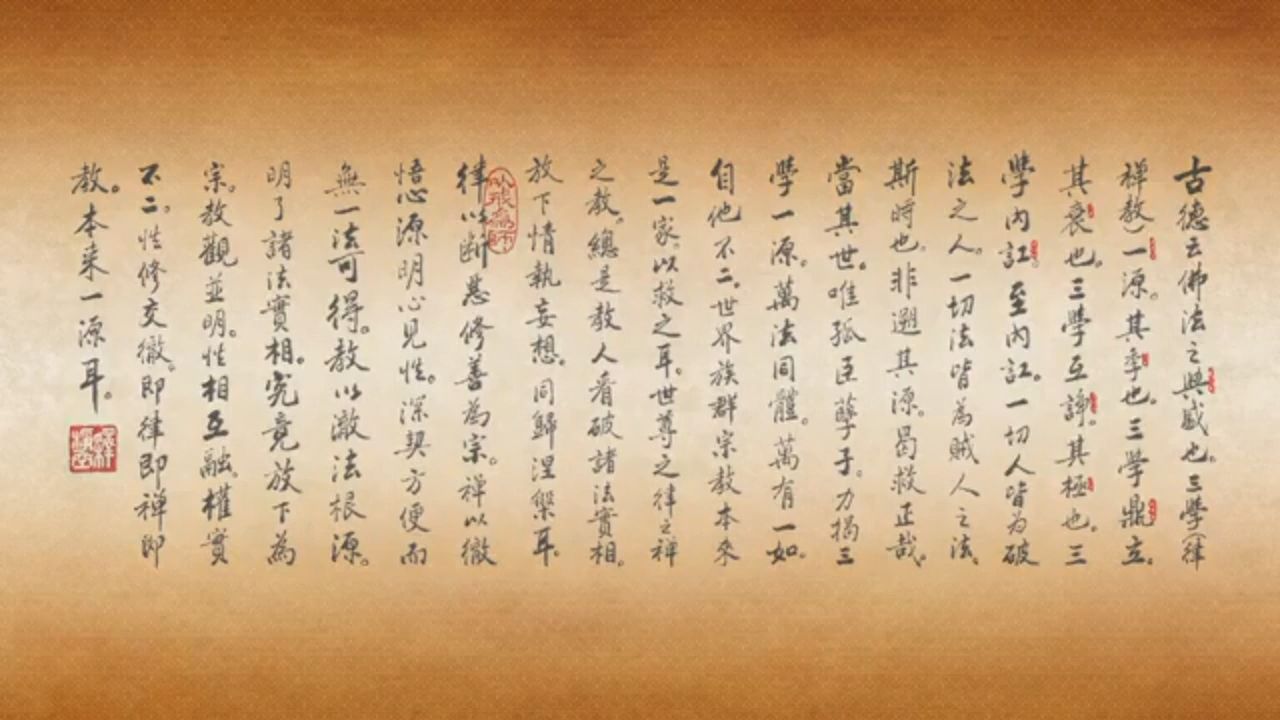 古德云佛法之興盛也。三學(律
禪教)一源。其季也。三學鼎立。
其衰也。三學互諍。其極也。三
學內訌。至內訌。一切人皆為破
法之人。一切法皆為賊人之法。
斯時也。非遡其源。曷救正哉。
當其世。唯孤臣孽子。力揭三
學一源。萬法同體。萬有一如。
自他不二。世界族群宗教本來
是一家。以救之耳。世尊之律之禪
之教。總是教人看破諸法實相。
放下情執妄想。同歸涅槃耳。
律以斷惡修善為宗。禪以徹
悟心源明心見性。深契方便而
無一法可得。教以澈法根源。
明了諸法實相。究竟放下為
宗。教觀並明。性相互融。權實
不二。性修交徹。即律即禪即
教。本來一源耳。
以戒為師